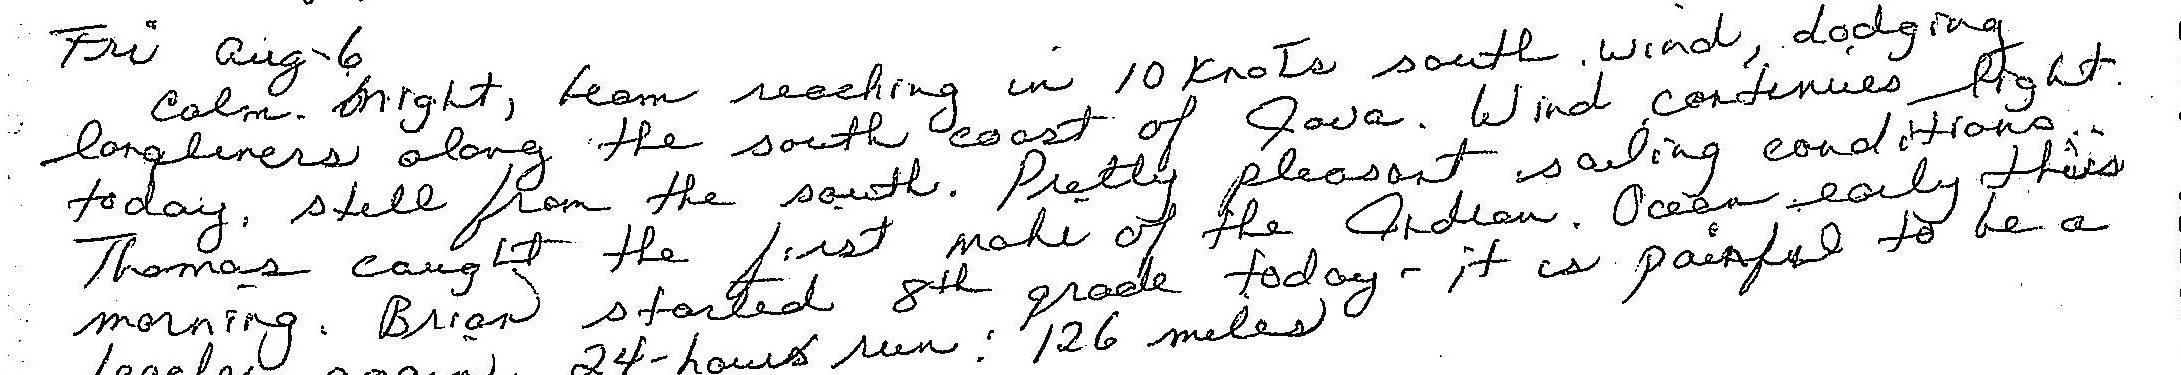 Fri Aug 6
Calm night, beam reaching in 10 knots south wind, dodging
longliners along the south coast of Java. Wind continues light
today, still from the south. Pretty pleasant sailing conditions.
Thomas caught the first mahi of the Indian Ocean early this
morning. Brian started 8th grade today - it is painful to be a
teacher again. 24-hour run: 126 miles